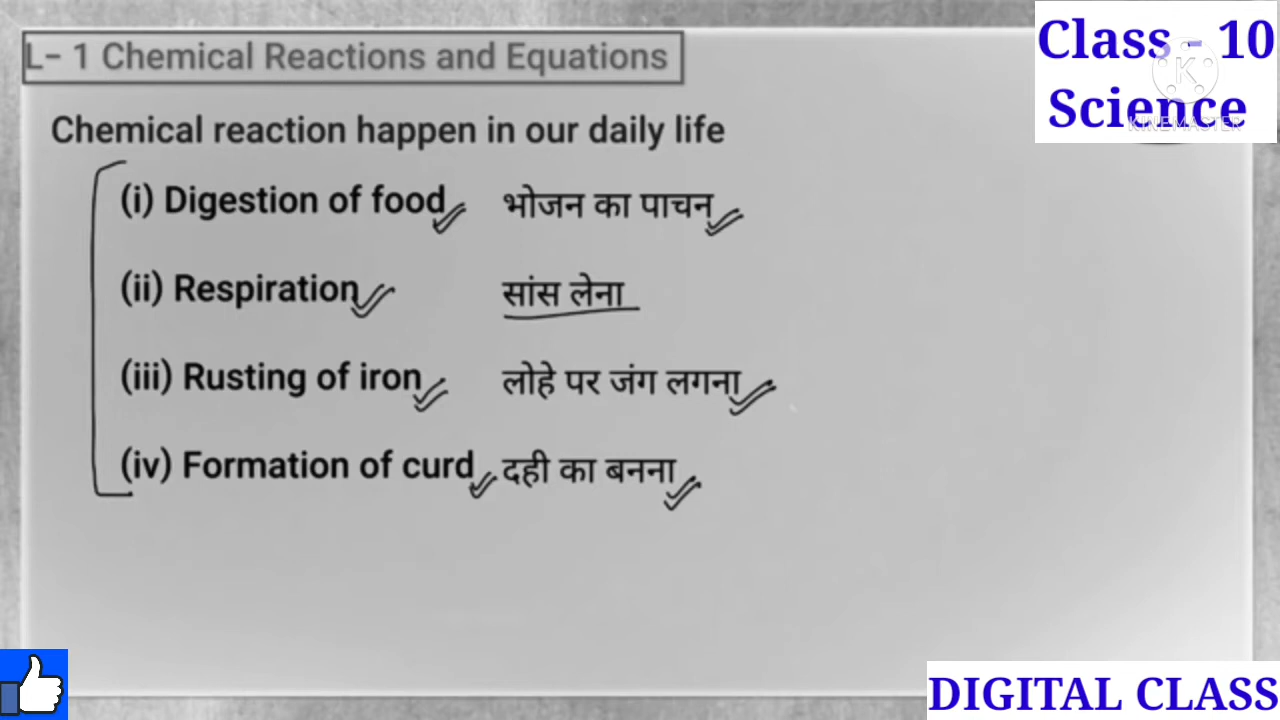 L- 1 Chemical Reactions and Equations
Class - 10
Science
KINEMASTER
Chemical reaction happen in our daily life
(i) Digestion of food भोजन का पाचन
(ii) Respiration सांस लेना
(iii) Rusting of iron लोहे पर जंग लगना
(iv) Formation of curd दही का बनना
DIGITAL CLASS